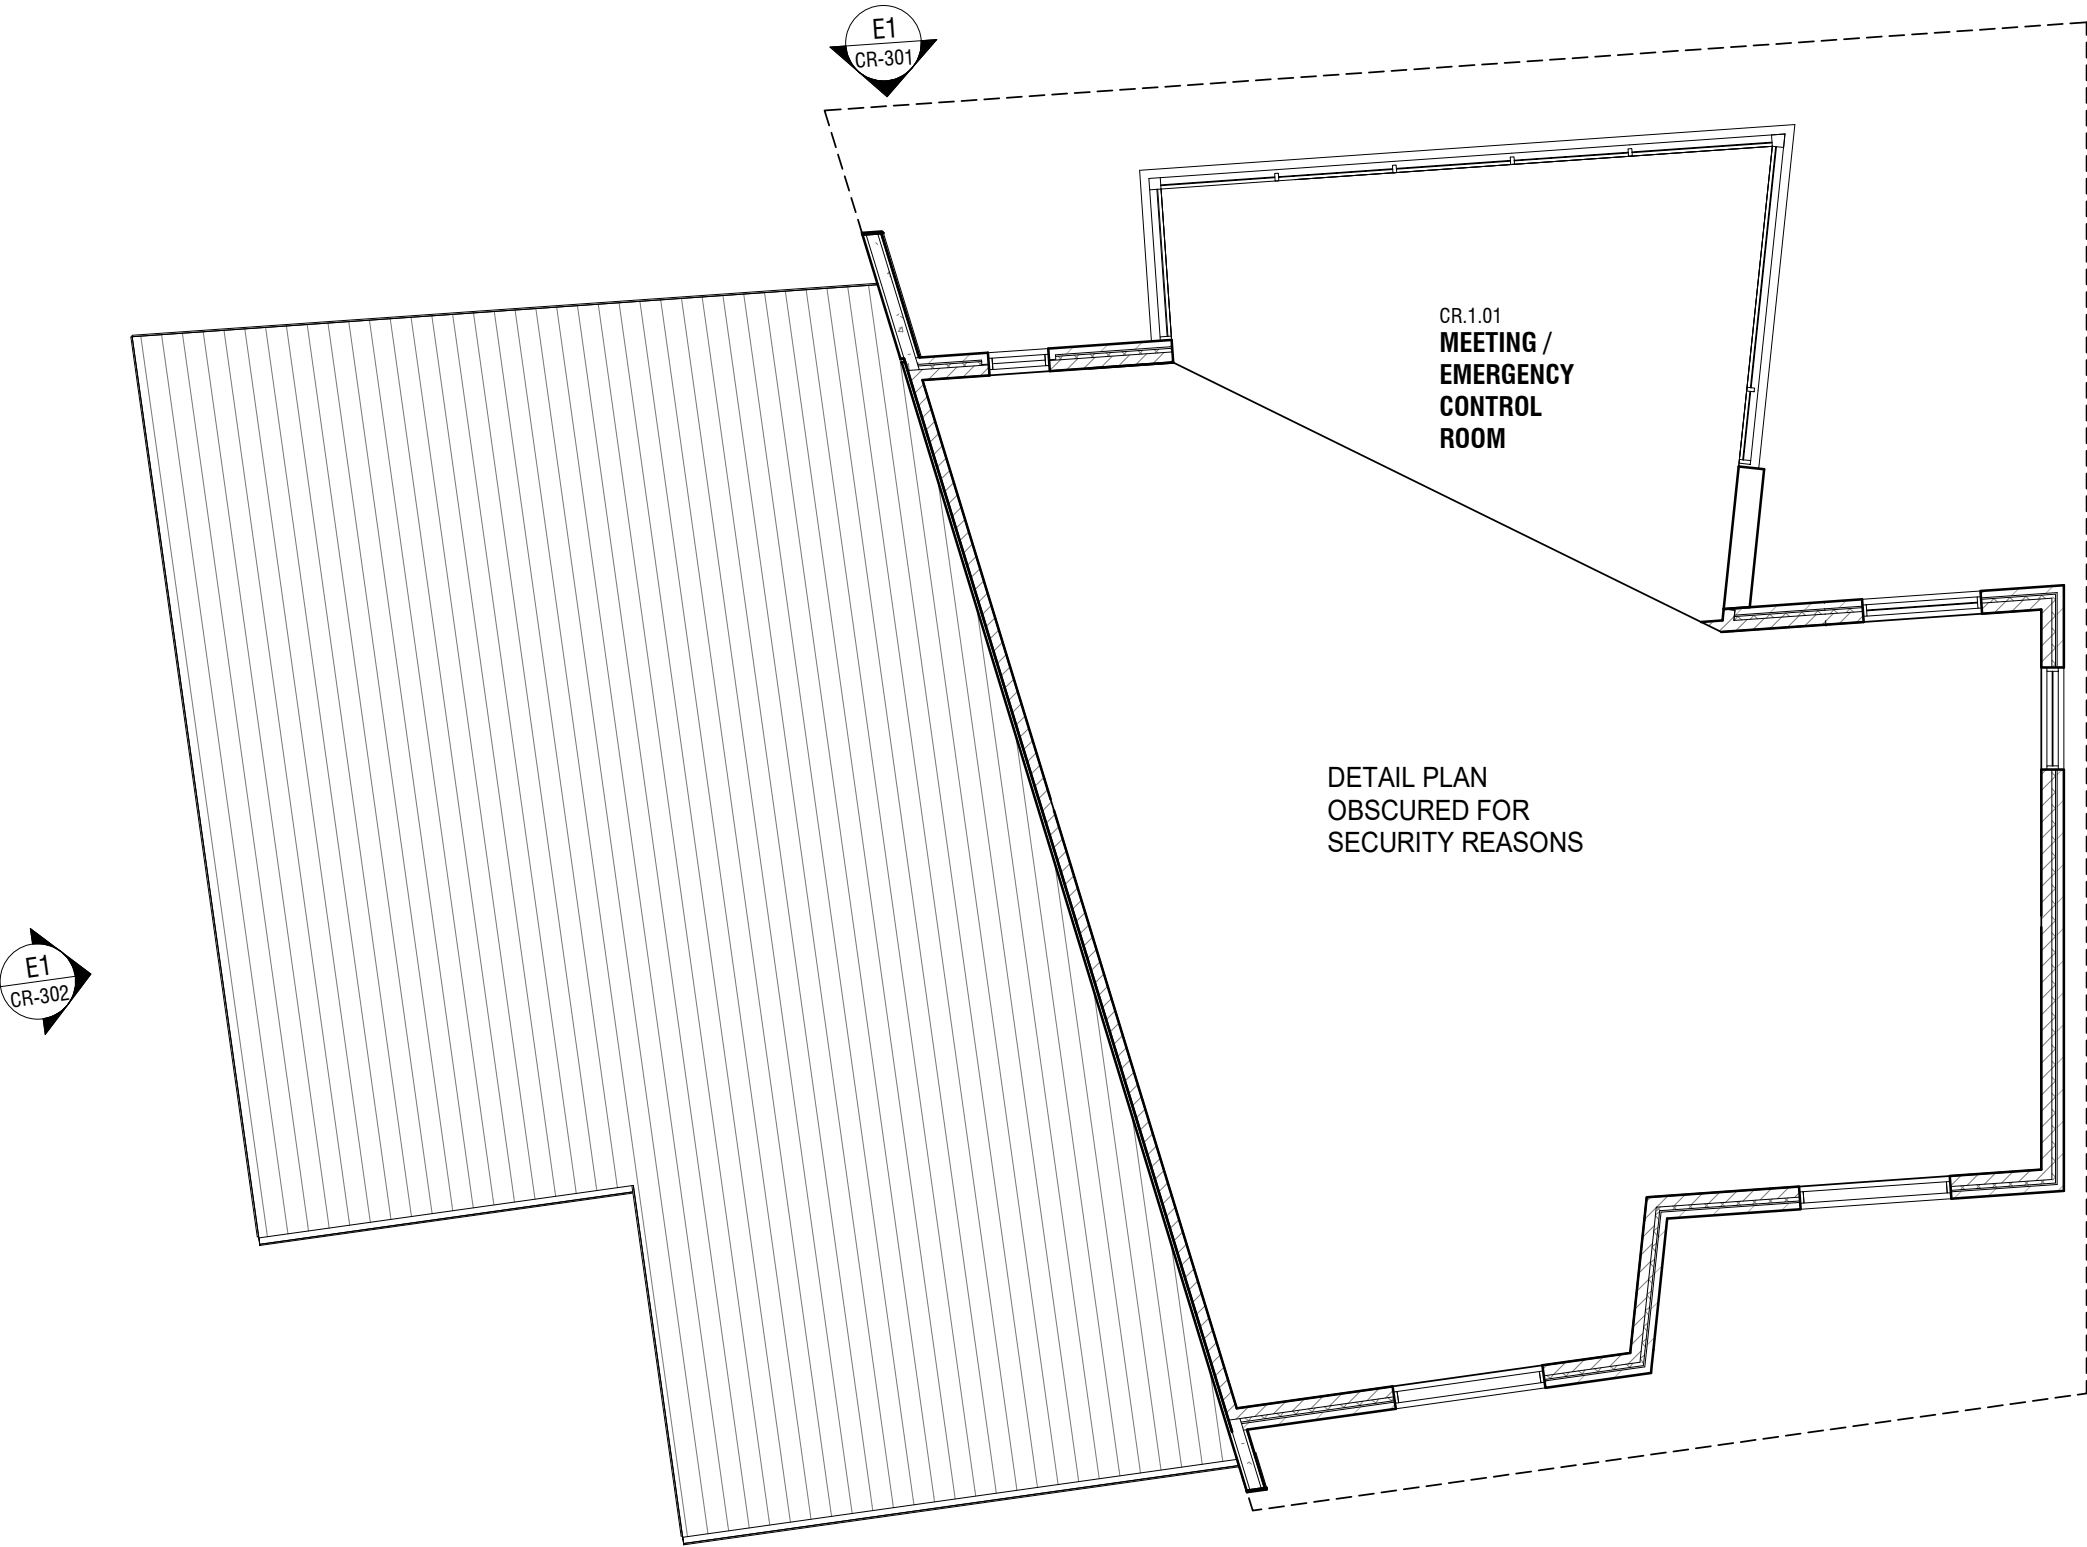 E1
CR-301
CR.1.01
MEETING /
EMERGENCY
CONTROL
ROOM
DETAIL PLAN
OBSCURED FOR
SECURITY REASONS
E1
CR-302